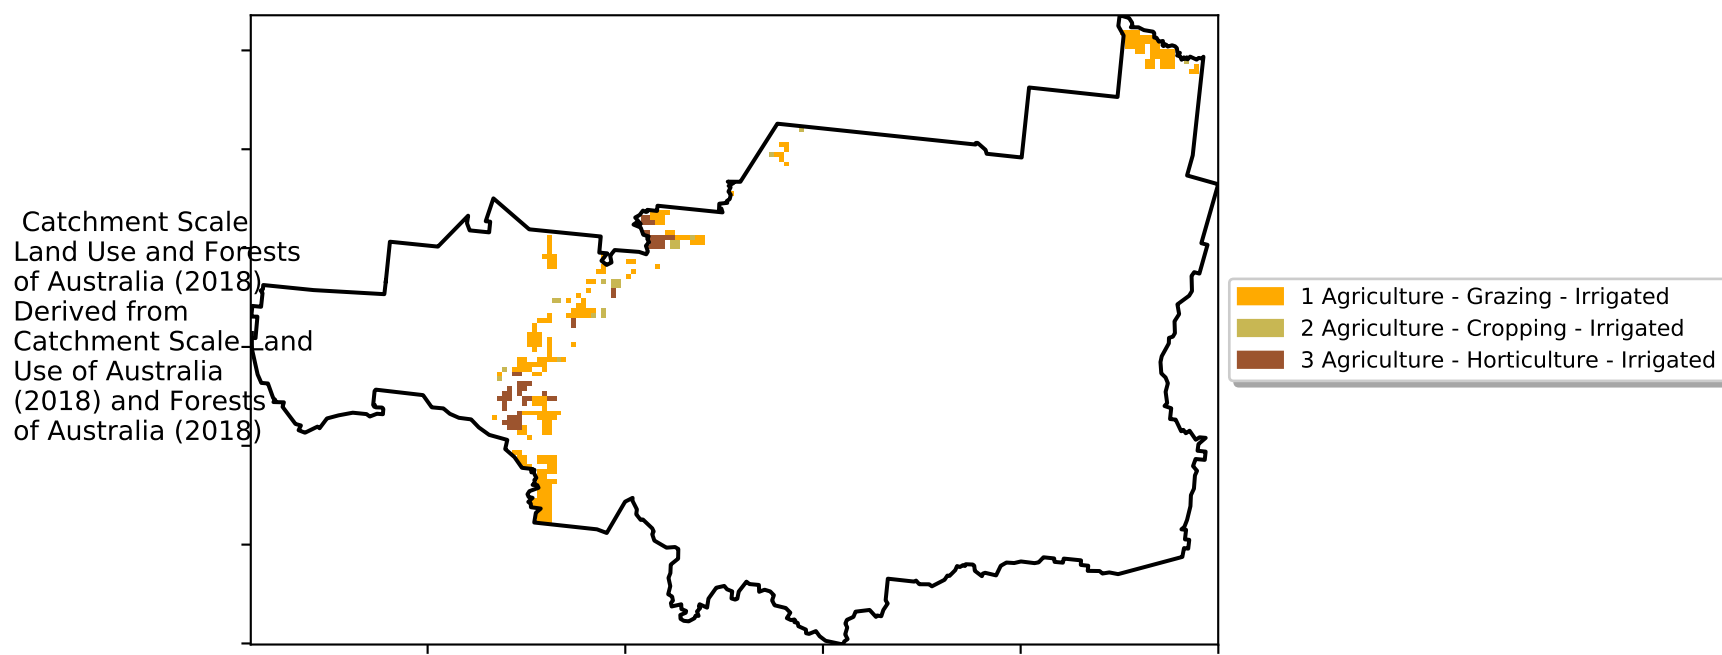 Catchment Scale
Land Use and Forests
of Australia (2018)
Derived from
Catchment Scale Land
Use of Australia
(2018) and Forests
of Australia (2018)
1 Agriculture - Grazing - Irrigated
2 Agriculture - Cropping - Irrigated
3 Agriculture - Horticulture - Irrigated